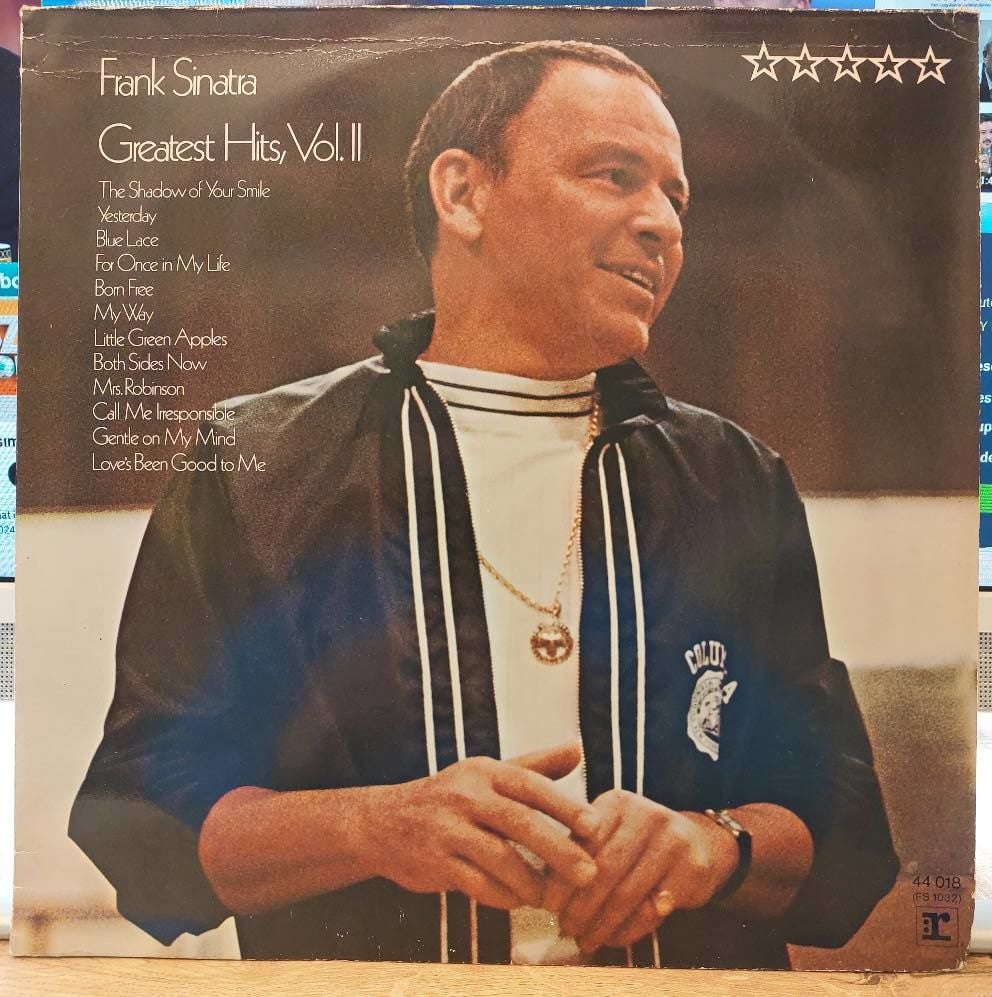 Frank Sinatra
Greatest Hits, Vol. II
The Shadow of Your Smile
Yesterday
Blue Lace
For Once in My Life
Born Free
My Way
Little Green Apples
Both Sides Now
Mrs. Robinson
Call Me Irresponsible
Gentle on My Mind
Love's Been Good to Me
COLUM
44 018
(FS 1032)
r